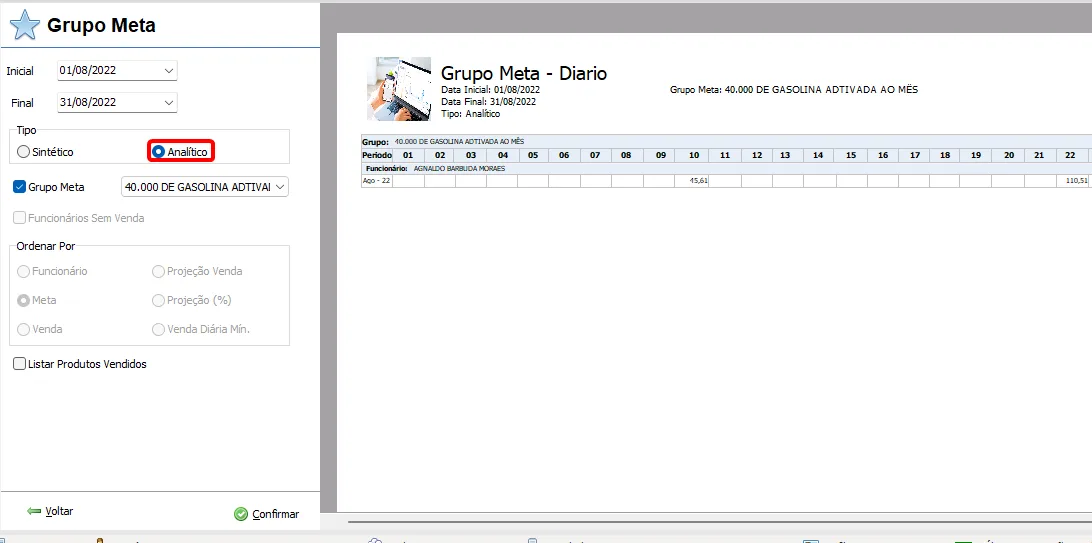 Grupo Meta
Inicial 01/08/2022
Final 31/08/2022
Tipo
Sintético Analítico
Grupo Meta 40.000 DE GASOLINA ADTIVAI
Funcionários Sem Venda
Ordenar Por
Funcionário Projeção Venda
Meta Projeção (%)
Venda Venda Diária Mín.
Listar Produtos Vendidos
Voltar Confirmar
Grupo Meta - Diario
Data Inicial: 01/08/2022 Grupo Meta: 40.000 DE GASOLINA ADTIVADA AO MÊS
Data Final: 31/08/2022
Tipo: Analítico
Grupo: 40.000 DE GASOLINA ADTIVADA AO MÊS
Periodo 01 02 03 04 05 06 07 08 09 10 11 12 13 14 15 16 17 18 19 20 21 22
Funcionário: AGNALDO BARBUDA MORAES
Ago - 22 45,61 110,51